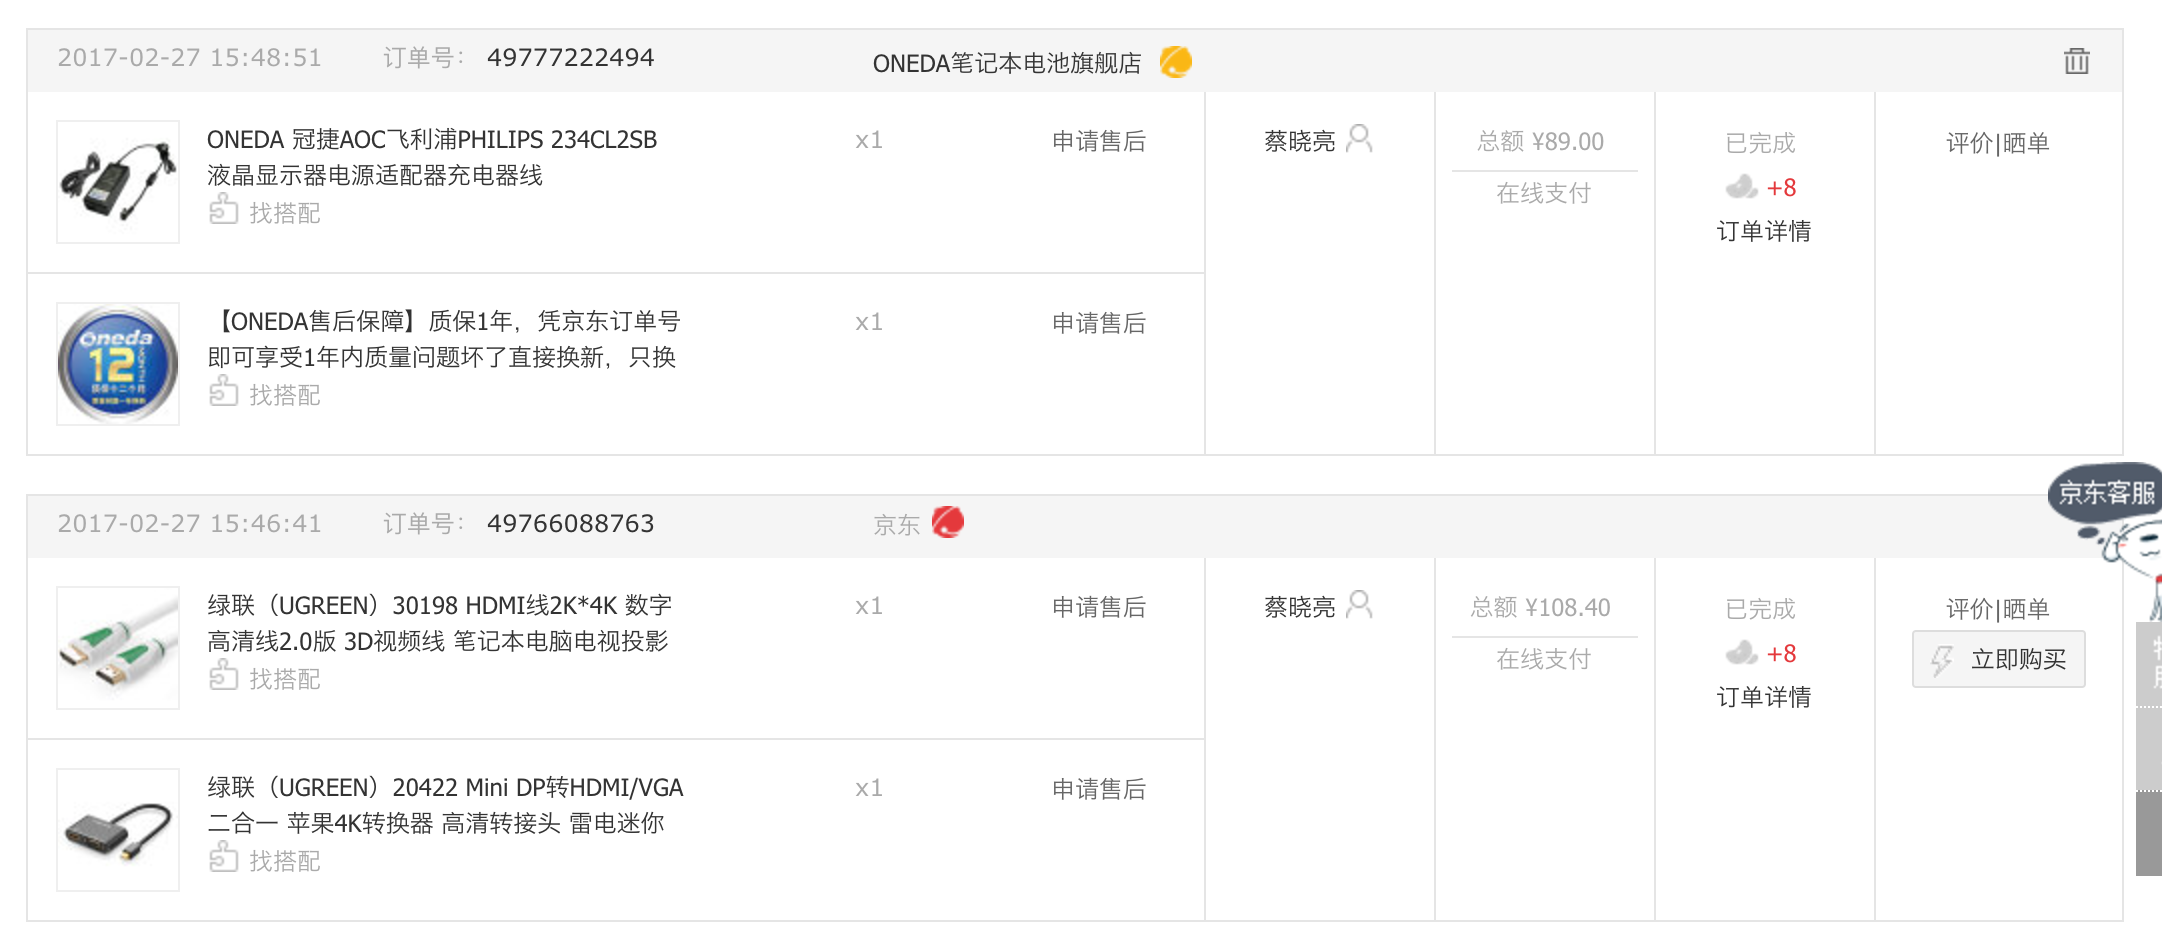 2017-02-27 15:48:51 订单号： 49777222494 ONEDA笔记本电池旗舰店
ONEDA 冠捷AOC飞利浦PHILIPS 234CL2SB x1 申请售后 蔡晓亮 总额 ¥89.00 已完成 评价|晒单
液晶显示器电源适配器充电器线 在线支付 +8
找搭配 订单详情
Oneda
12
【ONEDA售后保障】质保1年，凭京东订单号 x1 申请售后
即可享受1年内质量问题坏了直接换新，只换
找搭配
京东客服
2017-02-27 15:46:41 订单号： 49766088763 京东
绿联（UGREEN）30198 HDMI线2K*4K 数字 x1 申请售后 蔡晓亮 总额 ¥108.40 已完成 评价|晒单
高清线2.0版 3D视频线 笔记本电脑电视投影 在线支付 +8 立即购买
找搭配 订单详情
绿联（UGREEN）20422 Mini DP转HDMI/VGA x1 申请售后
二合一 苹果4K转换器 高清转接头 雷电迷你
找搭配